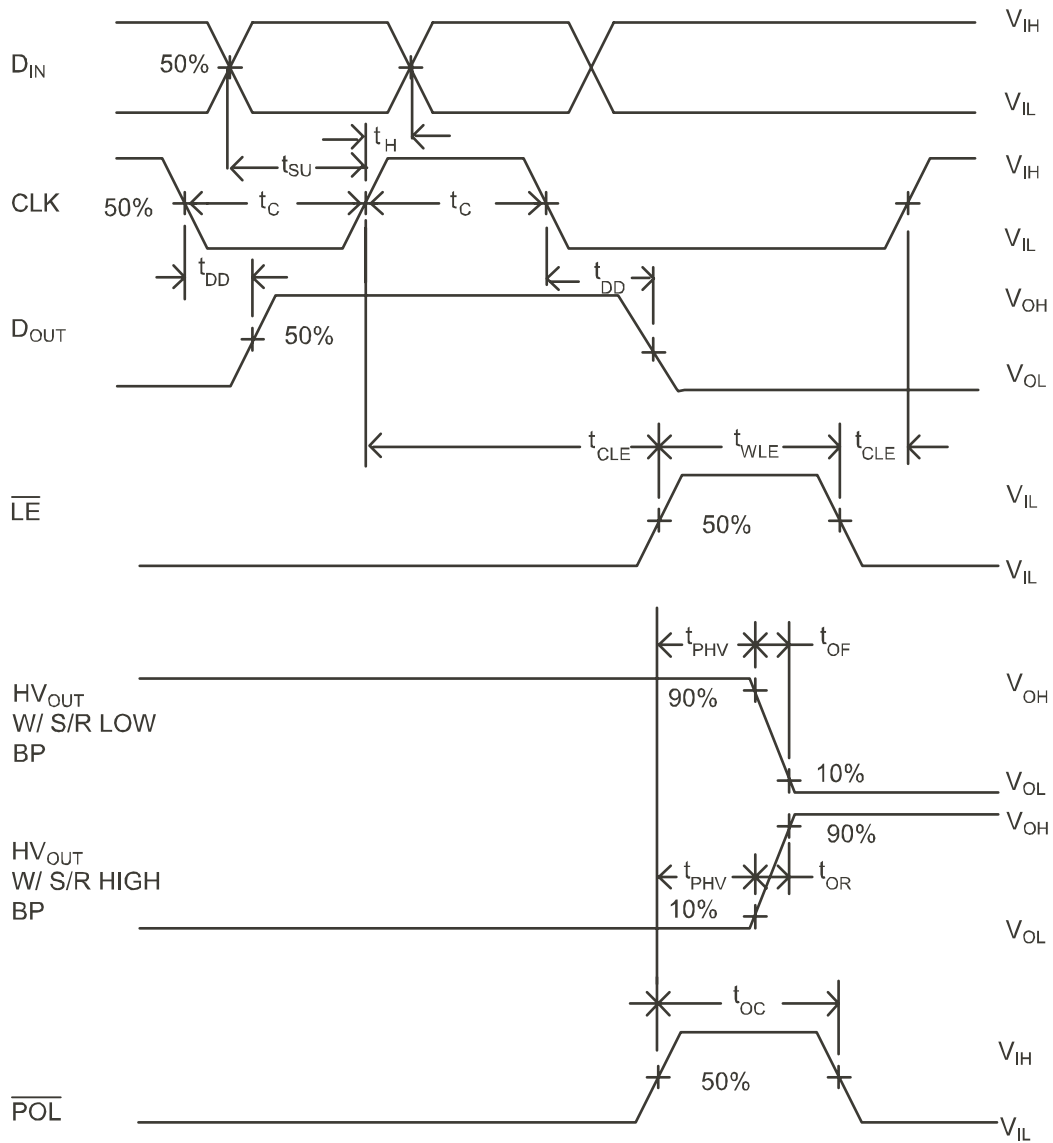 V_IH
D_IN 50%
V_IL
t_H
t_SU
V_IH
CLK 50% t_C t_C
V_IL
t_DD t_DD
V_OH
D_OUT 50%
V_OL
t_CLE t_WLE t_CLE
L̅E̅ V_IL
50%
V_IL
t_PHV t_OF
HV_OUT 90% V_OH
W/ S/R LOW
BP 10%
V_OL
V_OH
90%
HV_OUT
W/ S/R HIGH t_PHV t_OR
BP 10%
V_OL
t_OC
V_IH
50%
P̅O̅L̅
V_IL